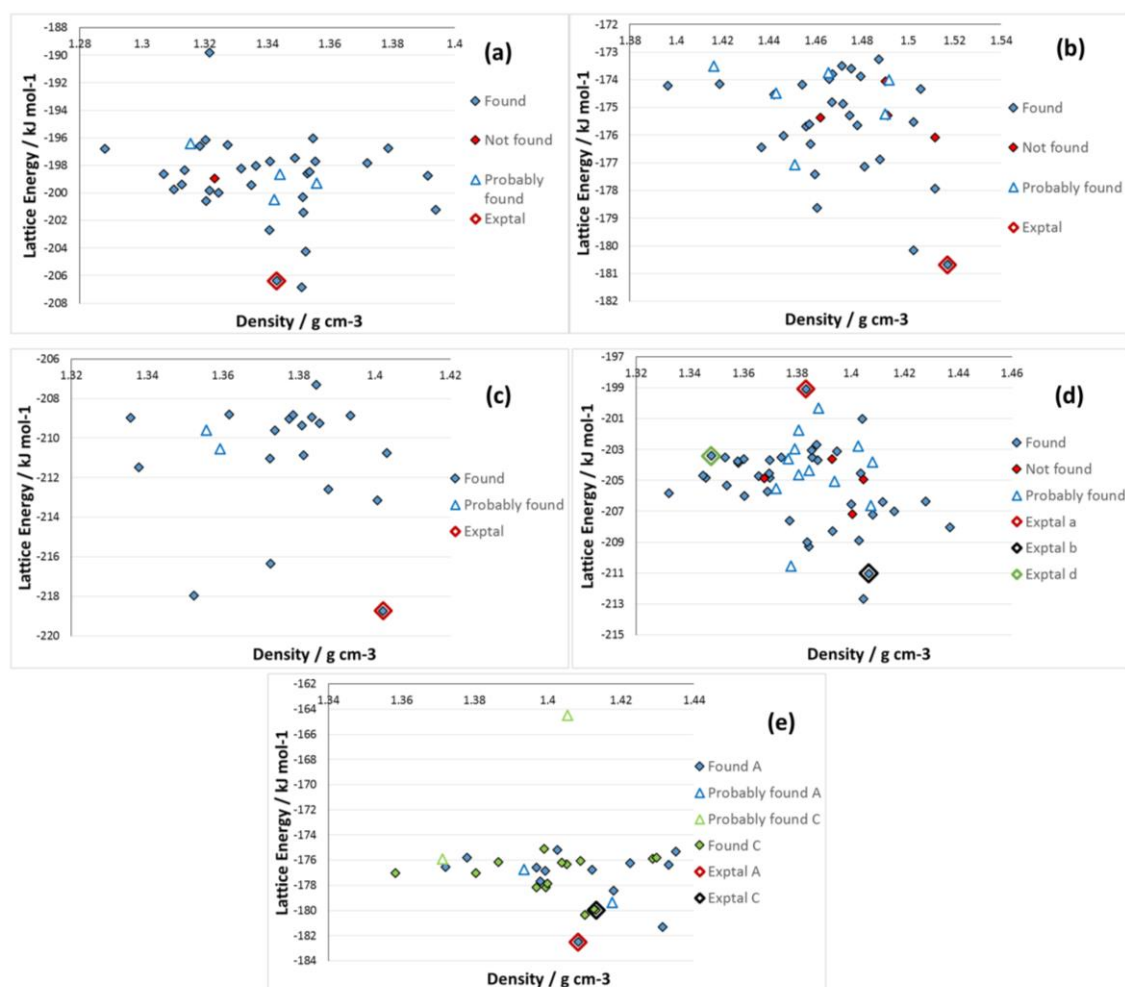 -188
1.28 1.3 1.32 1.34 1.36 1.38 1.4
-190
-192
-194
-196
-198
-200
-202
-204
-206
-208
Lattice Energy / kJ mol-1
Density / g cm-3
(a)
Found
Not found
Probably
found
Exptal
-172
1.38 1.4 1.42 1.44 1.46 1.48 1.5 1.52 1.54
-173
-174
-175
-176
-177
-178
-179
-180
-181
-182
Lattice Energy / kJ mol-1
Density / g cm-3
(b)
Found
Not found
Probably found
Exptal
-206
1.32 1.34 1.36 1.38 1.4 1.42
-208
-210
-212
-214
-216
-218
-220
Lattice Energy / kJ mol-1
Density / g cm-3
(c)
Found
Probably found
Exptal
-197
1.32 1.34 1.36 1.38 1.4 1.42 1.44 1.46
-199
-201
-203
-205
-207
-209
-211
-213
-215
Lattice Energy / kJ mol-1
Density / g cm-3
(d)
Found
Not found
Probably found
Exptal a
Exptal b
Exptal d
-162
1.34 1.36 1.38 1.4 1.42 1.44
-164
-166
-168
-170
-172
-174
-176
-178
-180
-182
-184
Lattice Energy / kJ mol-1
Density / g cm-3
(e)
Found A
Probably found A
Probably found C
Found C
Exptal A
Exptal C